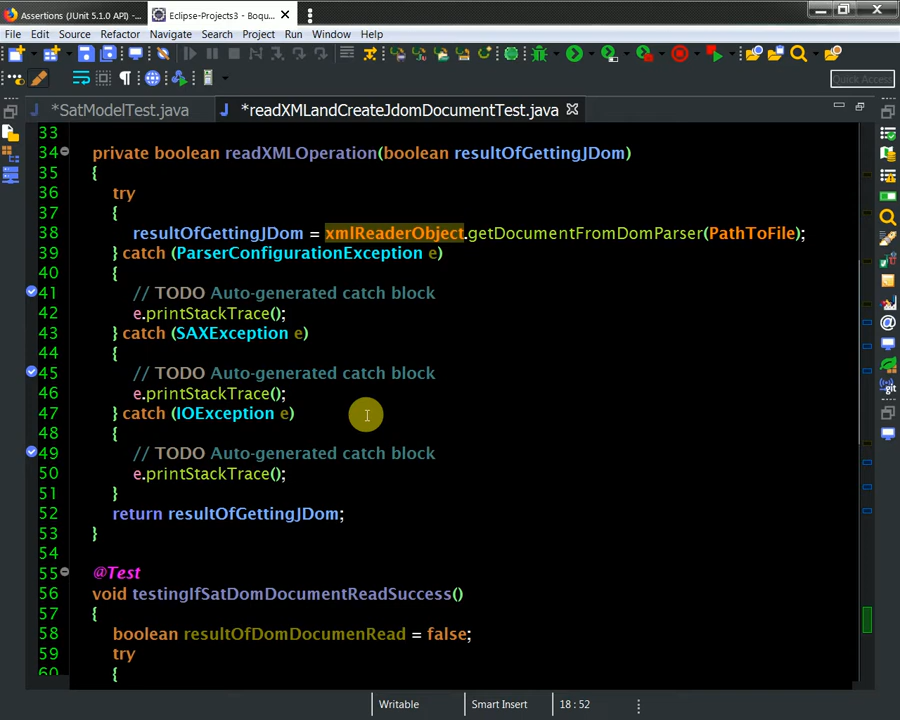 Assertions (JUnit 5.1.0 API) - ...
Eclipse-Projects3 - Boqu...
File Edit Source Refactor Navigate Search Project Run Window Help
Quick Access
*SatModelTest.java
*readXMLandCreateJdomDocumentTest.java
33
34 private boolean readXMLOperation(boolean resultOfGettingJDom)
35 {
36 try
37 {
38 resultOfGettingJDom = xmlReaderObject.getDocumentFromDomParser(PathToFile);
39 } catch (ParserConfigurationException e)
40 {
41 // TODO Auto-generated catch block
42 e.printStackTrace();
43 } catch (SAXException e)
44 {
45 // TODO Auto-generated catch block
46 e.printStackTrace();
47 } catch (IOException e)
48 {
49 // TODO Auto-generated catch block
50 e.printStackTrace();
51 }
52 return resultOfGettingJDom;
53 }
54
55 @Test
56 void testingIfSatDomDocumentReadSuccess()
57 {
58 boolean resultOfDomDocumenRead = false;
59 try
60 {
Writable Smart Insert 18 : 52